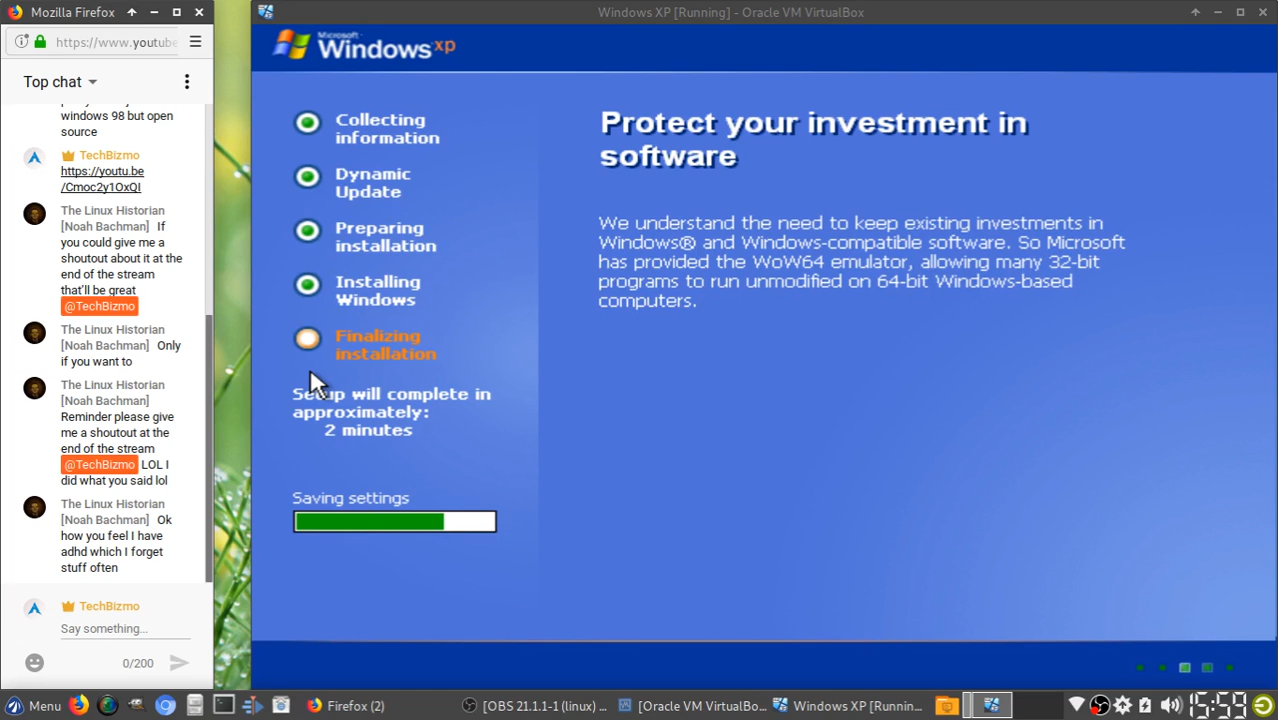 Mozilla Firefox
https://www.youtube
Top chat
windows 98 but open
source
TechBizmo
https://youtu.be
/Cmoc2y1OxQI
The Linux Historian
[Noah Bachman] If
you could give me a
shoutout about it at the
end of the stream
that'll be great
@TechBizmo
The Linux Historian
[Noah Bachman] Only
if you want to
The Linux Historian
[Noah Bachman]
Reminder please give
me a shoutout at the
end of the stream
@TechBizmo LOL I
did what you said lol
The Linux Historian
[Noah Bachman] Ok
how you feel I have
adhd which I forget
stuff often
TechBizmo
Say something...
0/200
Windows XP [Running] - Oracle VM VirtualBox
Microsoft
Windows xp
Collecting
information
Dynamic
Update
Preparing
installation
Installing
Windows
Finalizing
installation
Setup will complete in
approximately:
2 minutes
Saving settings
Protect your investment in
software
We understand the need to keep existing investments in
Windows® and Windows-compatible software. So Microsoft
has provided the WoW64 emulator, allowing many 32-bit
programs to run unmodified on 64-bit Windows-based
computers.
Menu
Firefox (2)
[OBS 21.1.1-1 (linux) ...
[Oracle VM VirtualB...
Windows XP [Runnin...
15:59